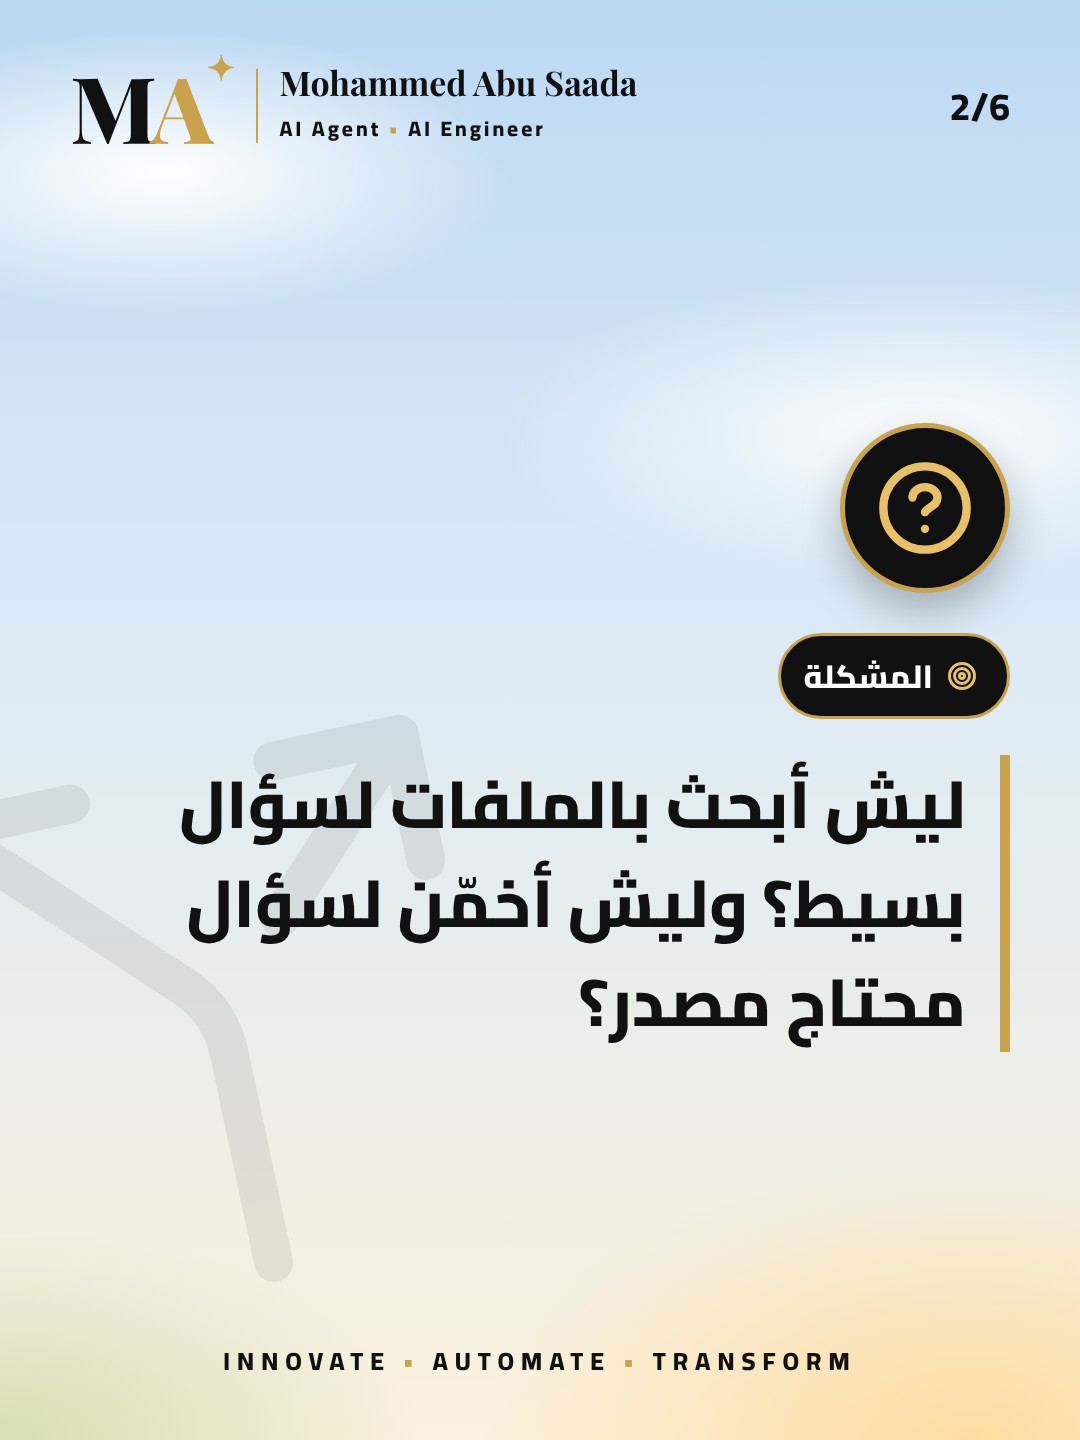 MA
Mohammed Abu Saada
AI Agent ▪ AI Engineer
2/6
المشكلة
ليش أبحث بالملفات لسؤال
بسيط؟ وليش أخمّن لسؤال
محتاج مصدر؟
INNOVATE ▪ AUTOMATE ▪ TRANSFORM